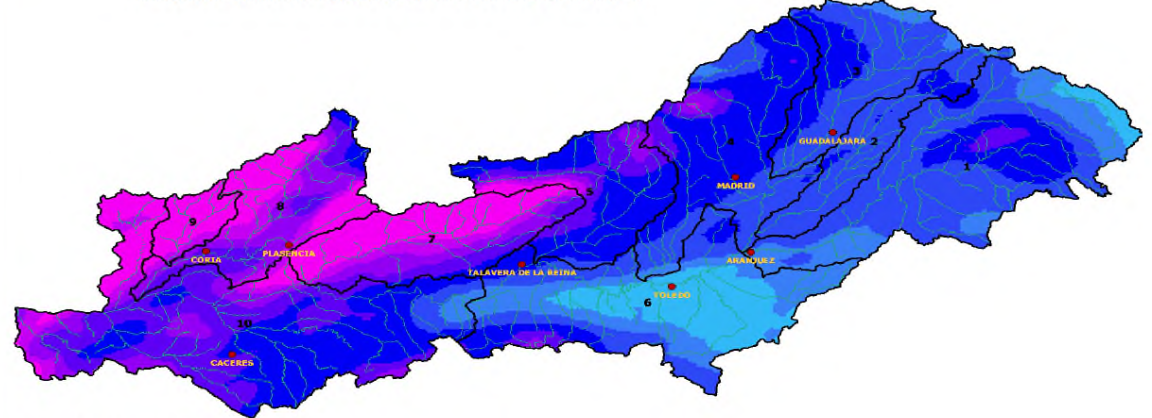 3
GUADALAJARA
2
4
1
MADRID
5
8
9
7
CORIA
PLASENCIA
ARANJUEZ
TALAVERA DE LA REINA
TOLEDO
6
10
CACERES